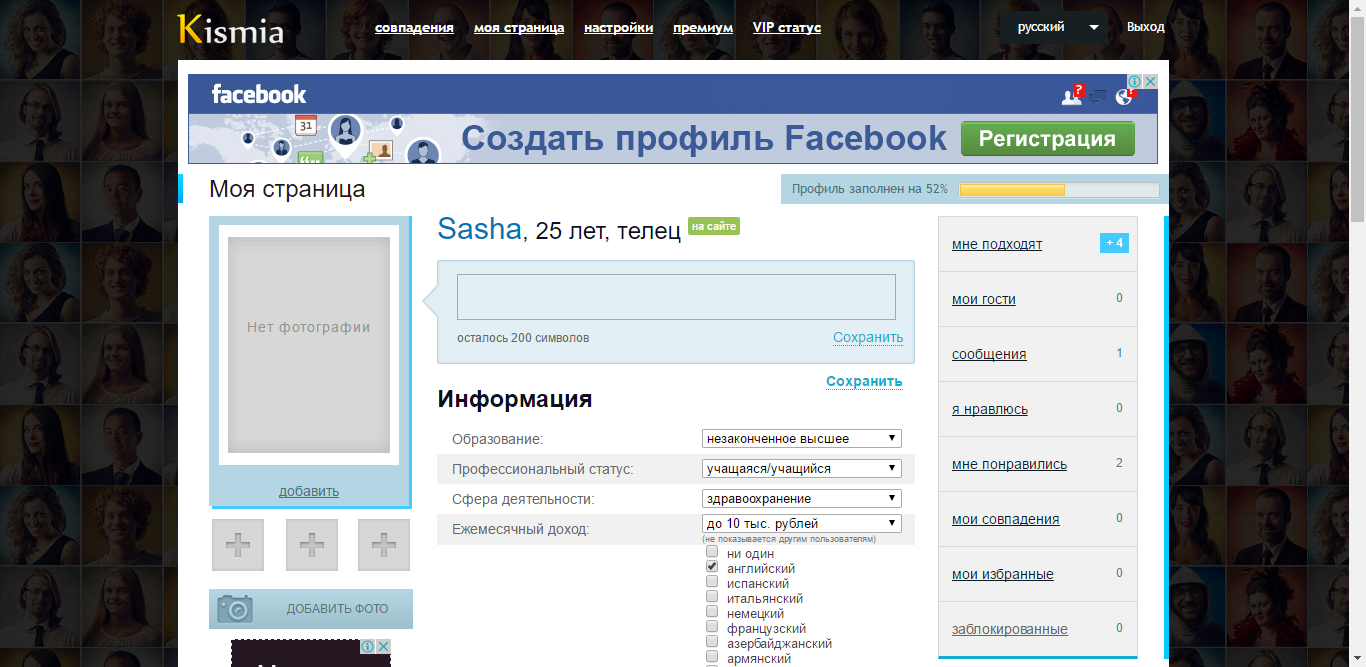 Kismia
совпадения моя страница настройки премиум VIP статус
русский
Выход
facebook
?
31
Создать профиль Facebook
Регистрация
Моя страница
Профиль заполнен на 52%
Нет фотографии
добавить
ДОБАВИТЬ ФОТО
Sasha, 25 лет, телец на сайте
осталось 200 символов
Сохранить
Сохранить
Информация
Образование: незаконченное высшее
Профессиональный статус: учащаяся/учащийся
Сфера деятельности: здравоохранение
Ежемесячный доход: до 10 тыс. рублей
(не показывается другим пользователям)
ни один
английский
испанский
итальянский
немецкий
французский
азербайджанский
армянский
мне подходят + 4
мои гости 0
сообщения 1
я нравлюсь 0
мне понравились 2
мои совпадения 0
мои избранные 0
заблокированные 0